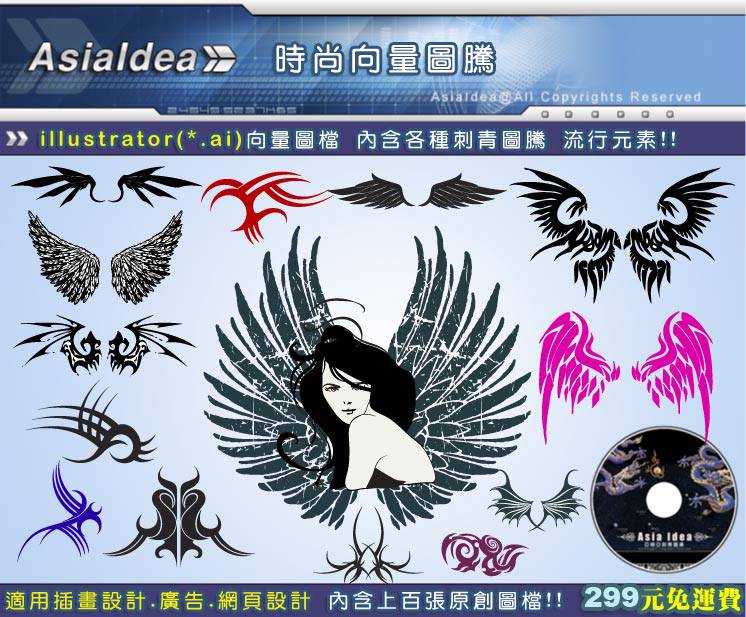 AsiaIdea 時尚向量圖騰
AsiaIdea@All Copyrights Reserved
illustrator(*.ai)向量圖檔 內含各種刺青圖騰 流行元素!!
Asia Idea
適用插畫設計.廣告.網頁設計 內含上百張原創圖檔!! 299元免運費